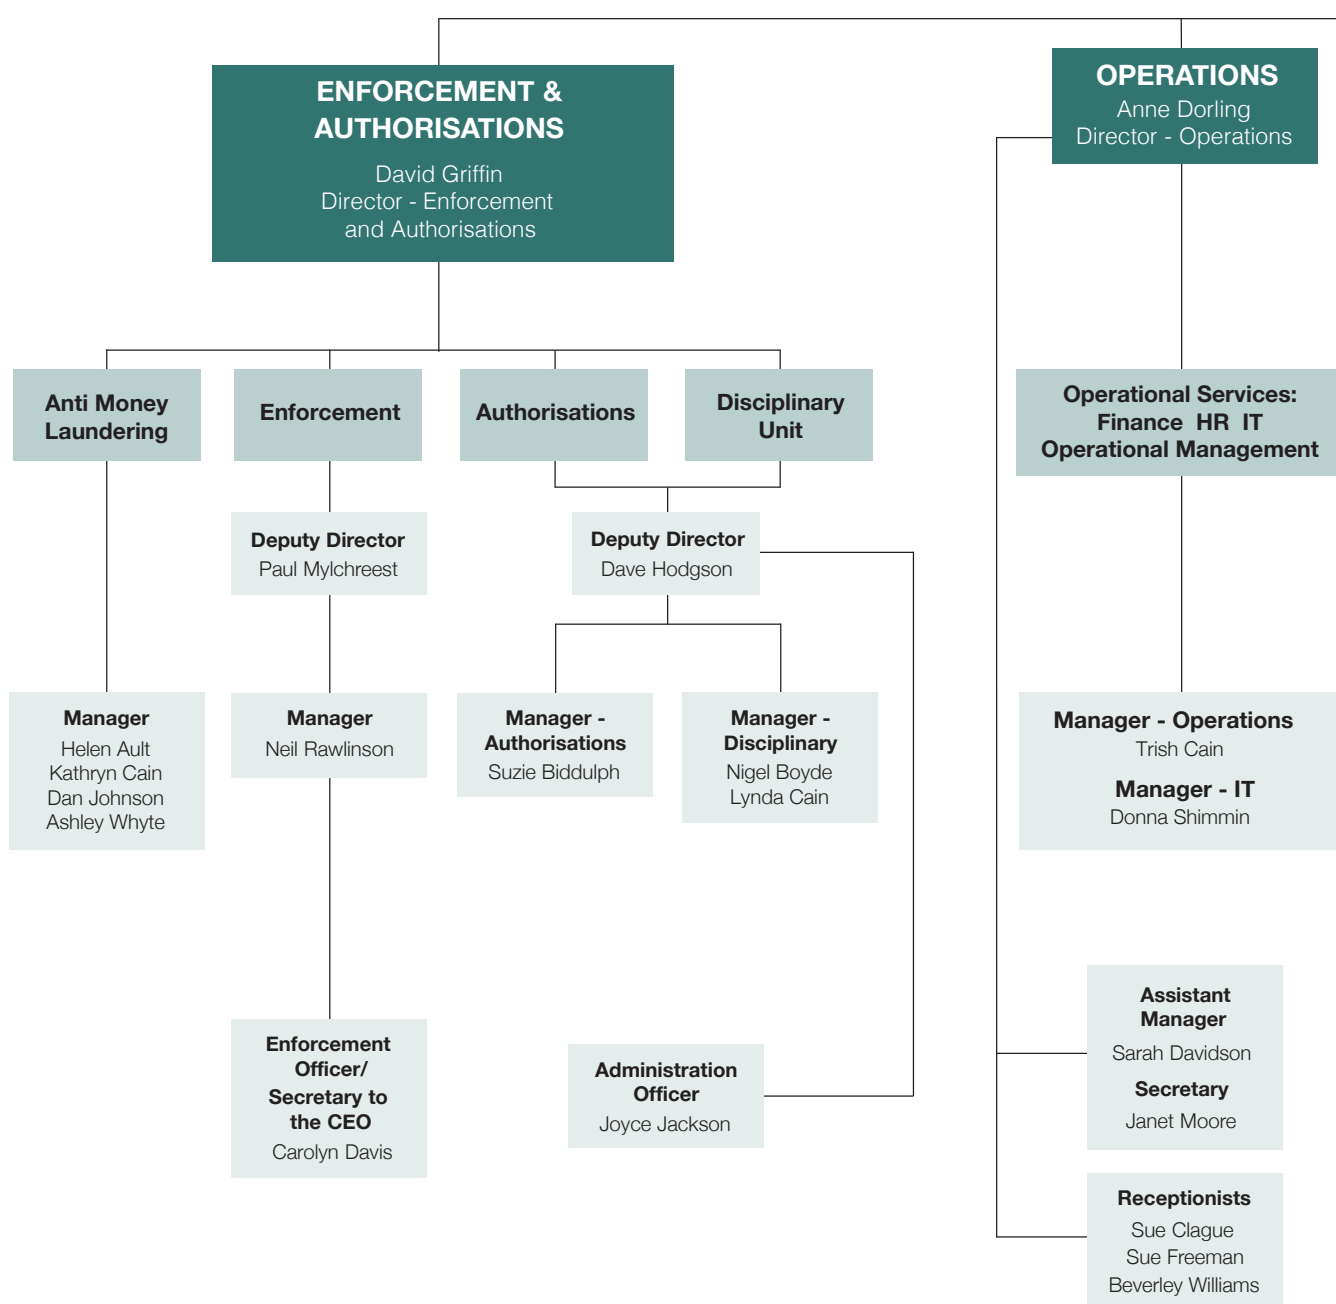 ENFORCEMENT &
AUTHORISATIONS
David Griffin
Director - Enforcement
and Authorisations
OPERATIONS
Anne Dorling
Director - Operations
Anti Money
Laundering
Enforcement
Authorisations
Disciplinary
Unit
Operational Services:
Finance HR IT
Operational Management
Deputy Director
Paul Mylchreest
Deputy Director
Dave Hodgson
Manager
Helen Ault
Kathryn Cain
Dan Johnson
Ashley Whyte
Manager
Neil Rawlinson
Manager -
Authorisations
Suzie Biddulph
Manager -
Disciplinary
Nigel Boyde
Lynda Cain
Manager - Operations
Trish Cain
Manager - IT
Donna Shimmin
Enforcement
Officer/
Secretary to
the CEO
Carolyn Davis
Administration
Officer
Joyce Jackson
Assistant
Manager
Sarah Davidson
Secretary
Janet Moore
Receptionists
Sue Clague
Sue Freeman
Beverley Williams